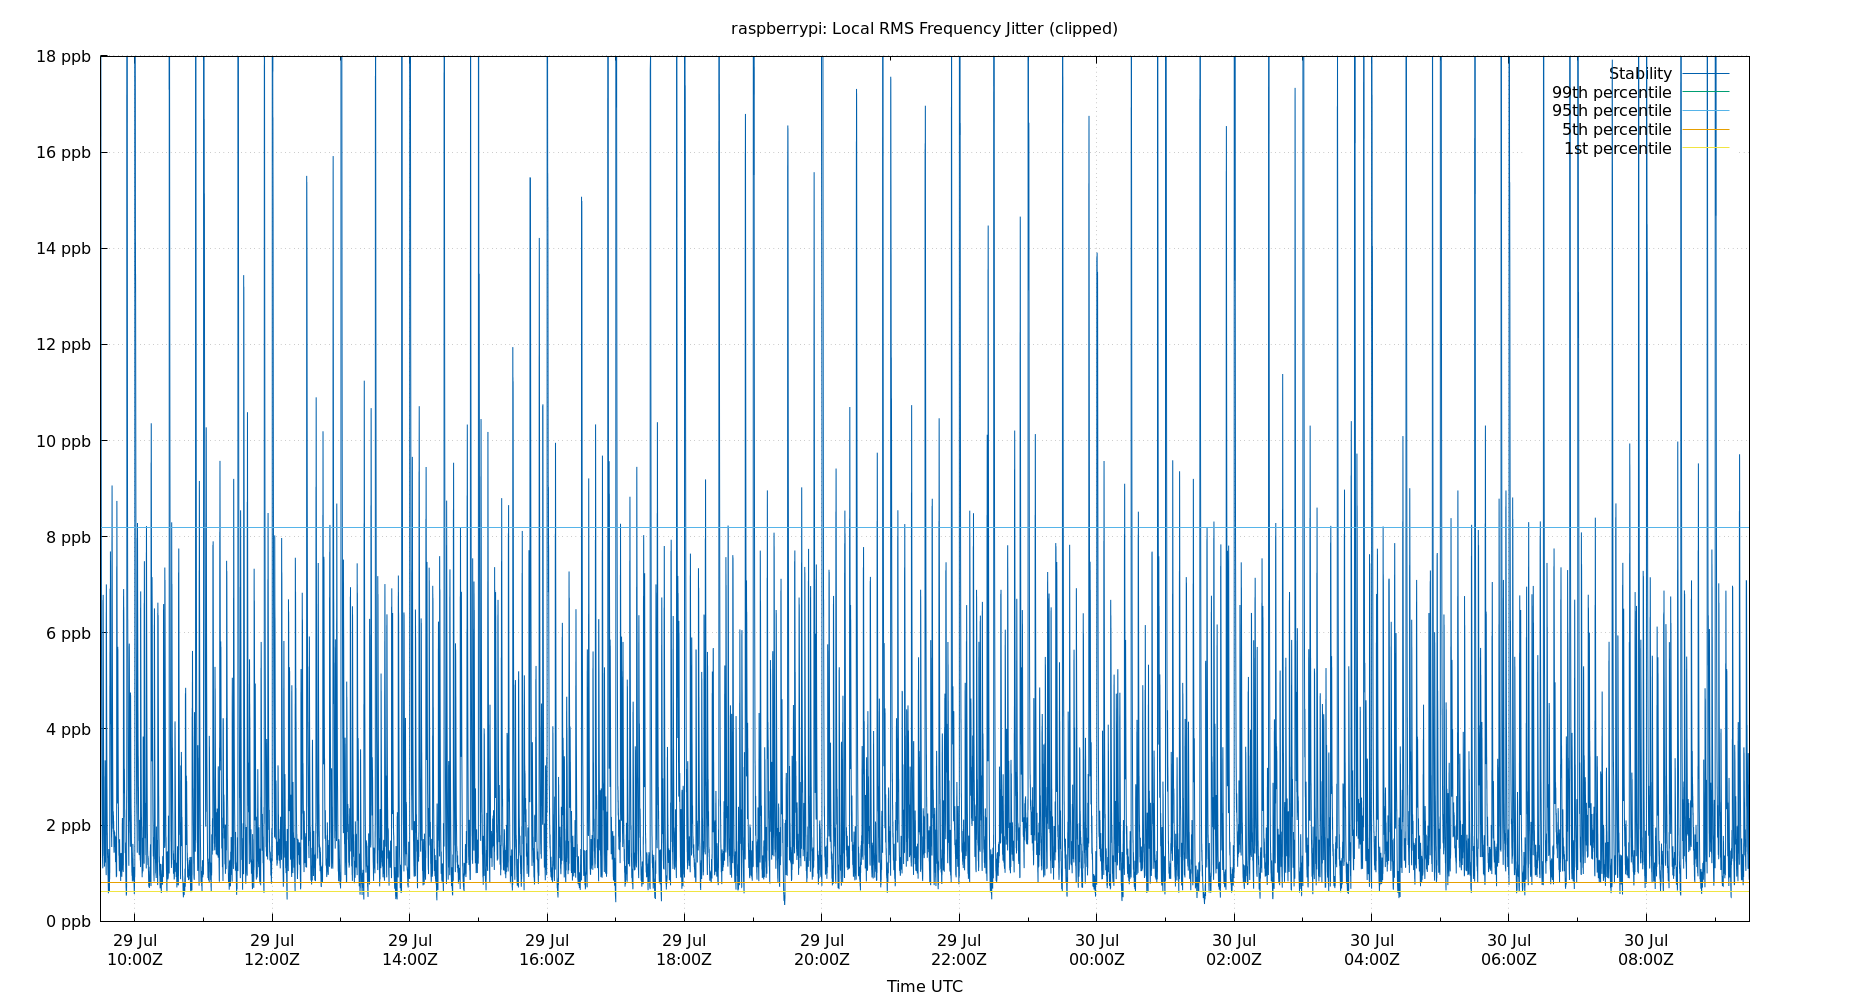 raspberrypi: Local RMS Frequency Jitter (clipped)
18 ppb
16 ppb
14 ppb
12 ppb
10 ppb
8 ppb
6 ppb
4 ppb
2 ppb
0 ppb
Stability
99th percentile
95th percentile
5th percentile
1st percentile
29 Jul 29 Jul 29 Jul 29 Jul 29 Jul 29 Jul 29 Jul 30 Jul 30 Jul 30 Jul 30 Jul 30 Jul
10:00Z 12:00Z 14:00Z 16:00Z 18:00Z 20:00Z 22:00Z 00:00Z 02:00Z 04:00Z 06:00Z 08:00Z
Time UTC